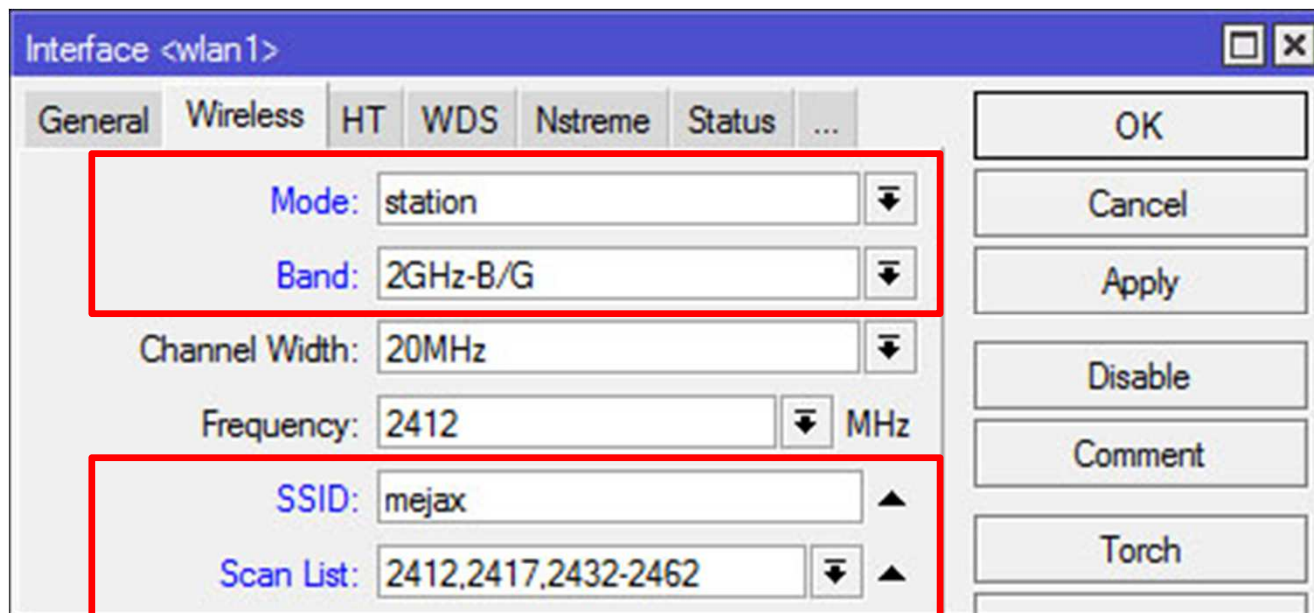 Interface <wlan1>
General Wireless HT WDS Nstreme Status ...
OK
Mode: station
Cancel
Band: 2GHz-B/G
Apply
Channel Width: 20MHz
Disable
Frequency: 2412 MHz
Comment
SSID: mejax
Torch
Scan List: 2412,2417,2432-2462